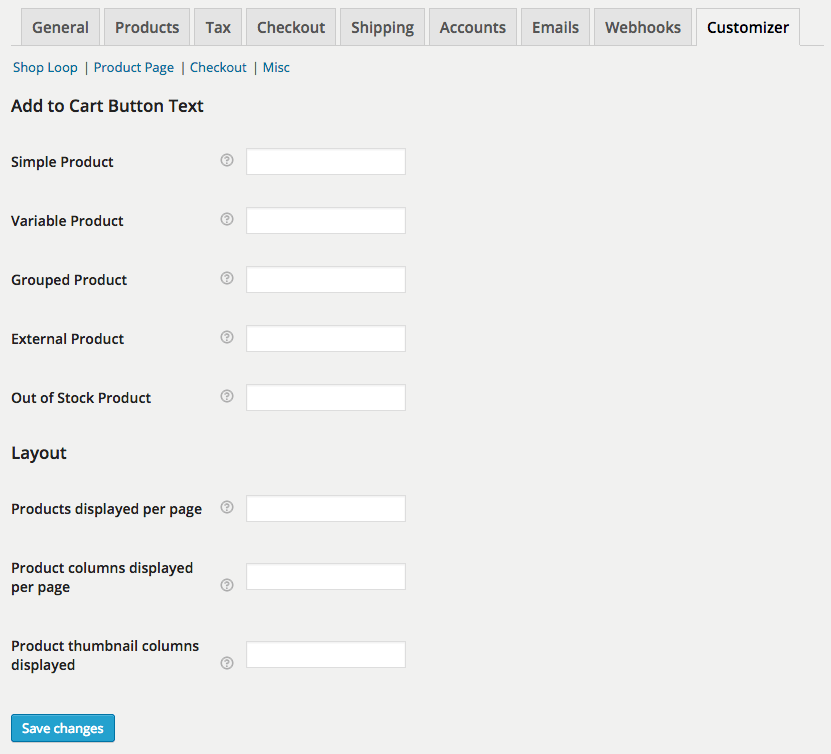 General Products Tax Checkout Shipping Accounts Emails Webhooks Customizer
Shop Loop | Product Page | Checkout | Misc
Add to Cart Button Text
Simple Product ?
Variable Product ?
Grouped Product ?
External Product ?
Out of Stock Product ?
Layout
Products displayed per page ?
Product columns displayed
per page ?
Product thumbnail columns
displayed ?
Save changes